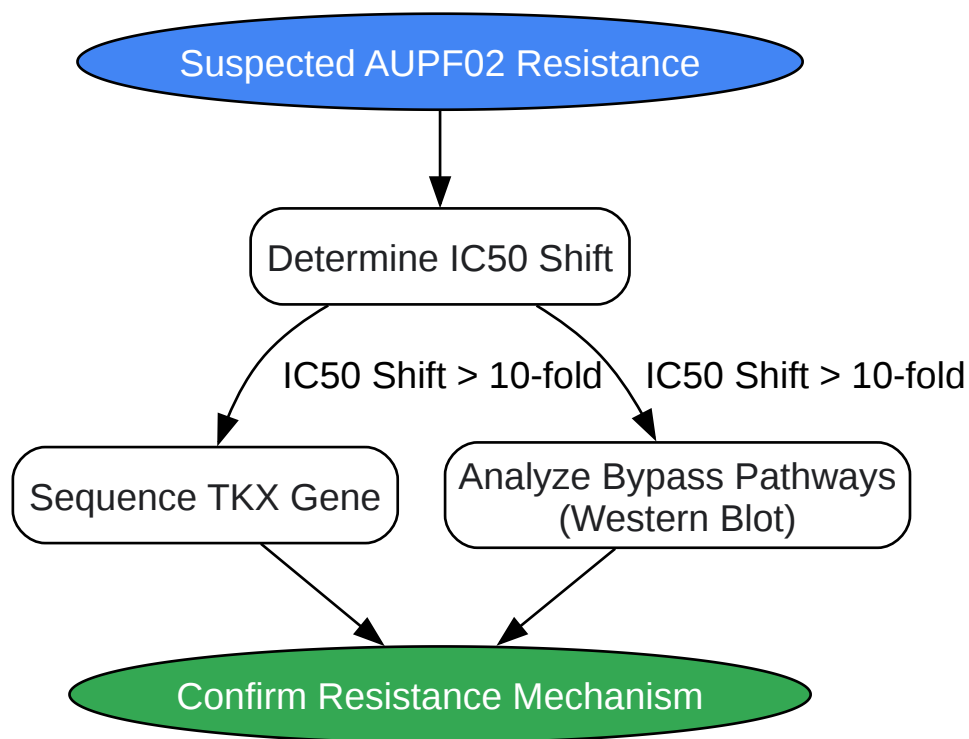 Suspected AUPF02 Resistance
Determine IC50 Shift
IC50 Shift > 10-fold
IC50 Shift > 10-fold
Sequence TKX Gene
Analyze Bypass Pathways
(Western Blot)
Confirm Resistance Mechanism